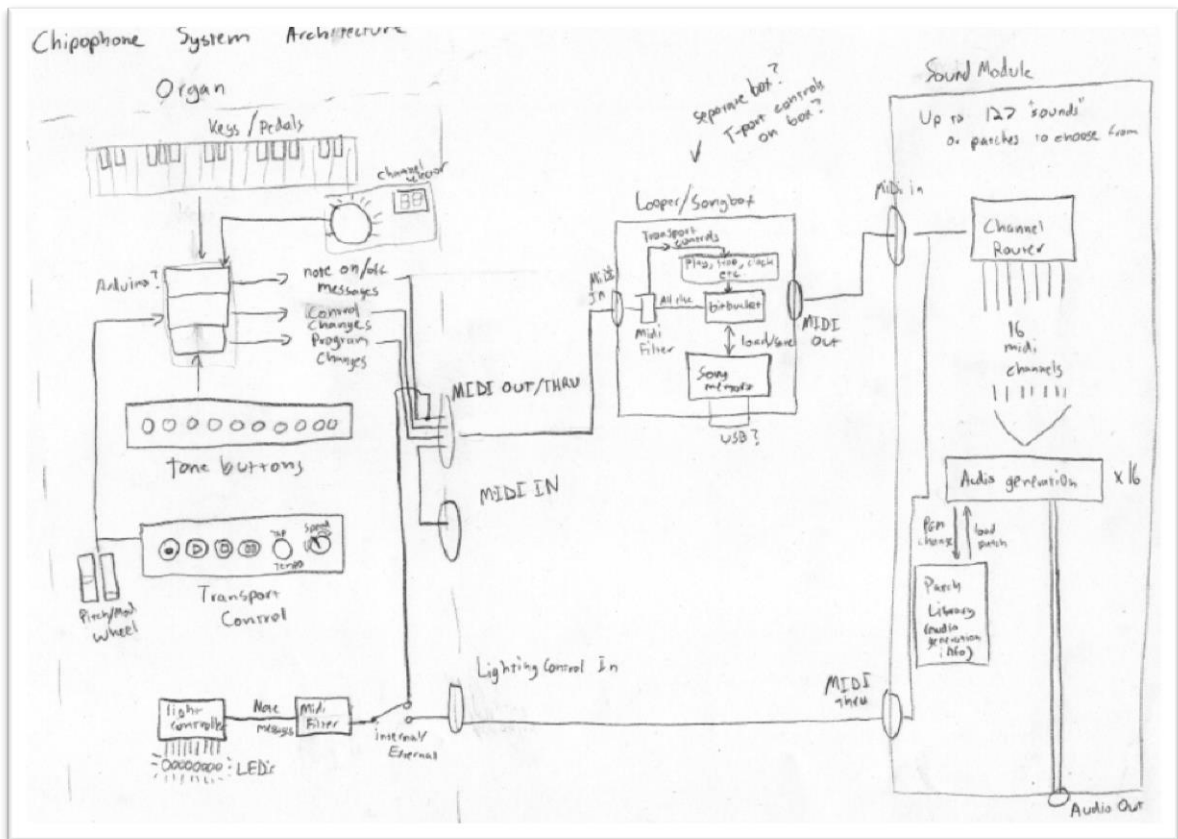 Chipophone System Architecture
Organ
Keys/Pedals
channel selector
Arduino?
note on/off
messages
Control
changes
Program
changes
tone buttons
TAP
Tempo
Speed
Transport
Control
Pitch/Mod
Wheel
MIDI OUT/THRU
MIDI IN
light
controller
Note
messages
Midi
Filter
Internal/
External
LEDs
Lighting Control In
separate box?
T-port controls
on box?
Looper/Songbox
Midi
In
Transport
controls
Play, stop, clock
etc.
All else
bitbucket
Midi
Filter
load/save
Song
memory
USB?
MIDI
OUT
Sound Module
Up to 127 "sounds"
or patches to choose from
Midi in
Channel
Router
16
midi
channels
Audio generation
x16
PGM
change
load
patch
Patch
Library
(audio
generation
info)
MIDI
thru
Audio Out